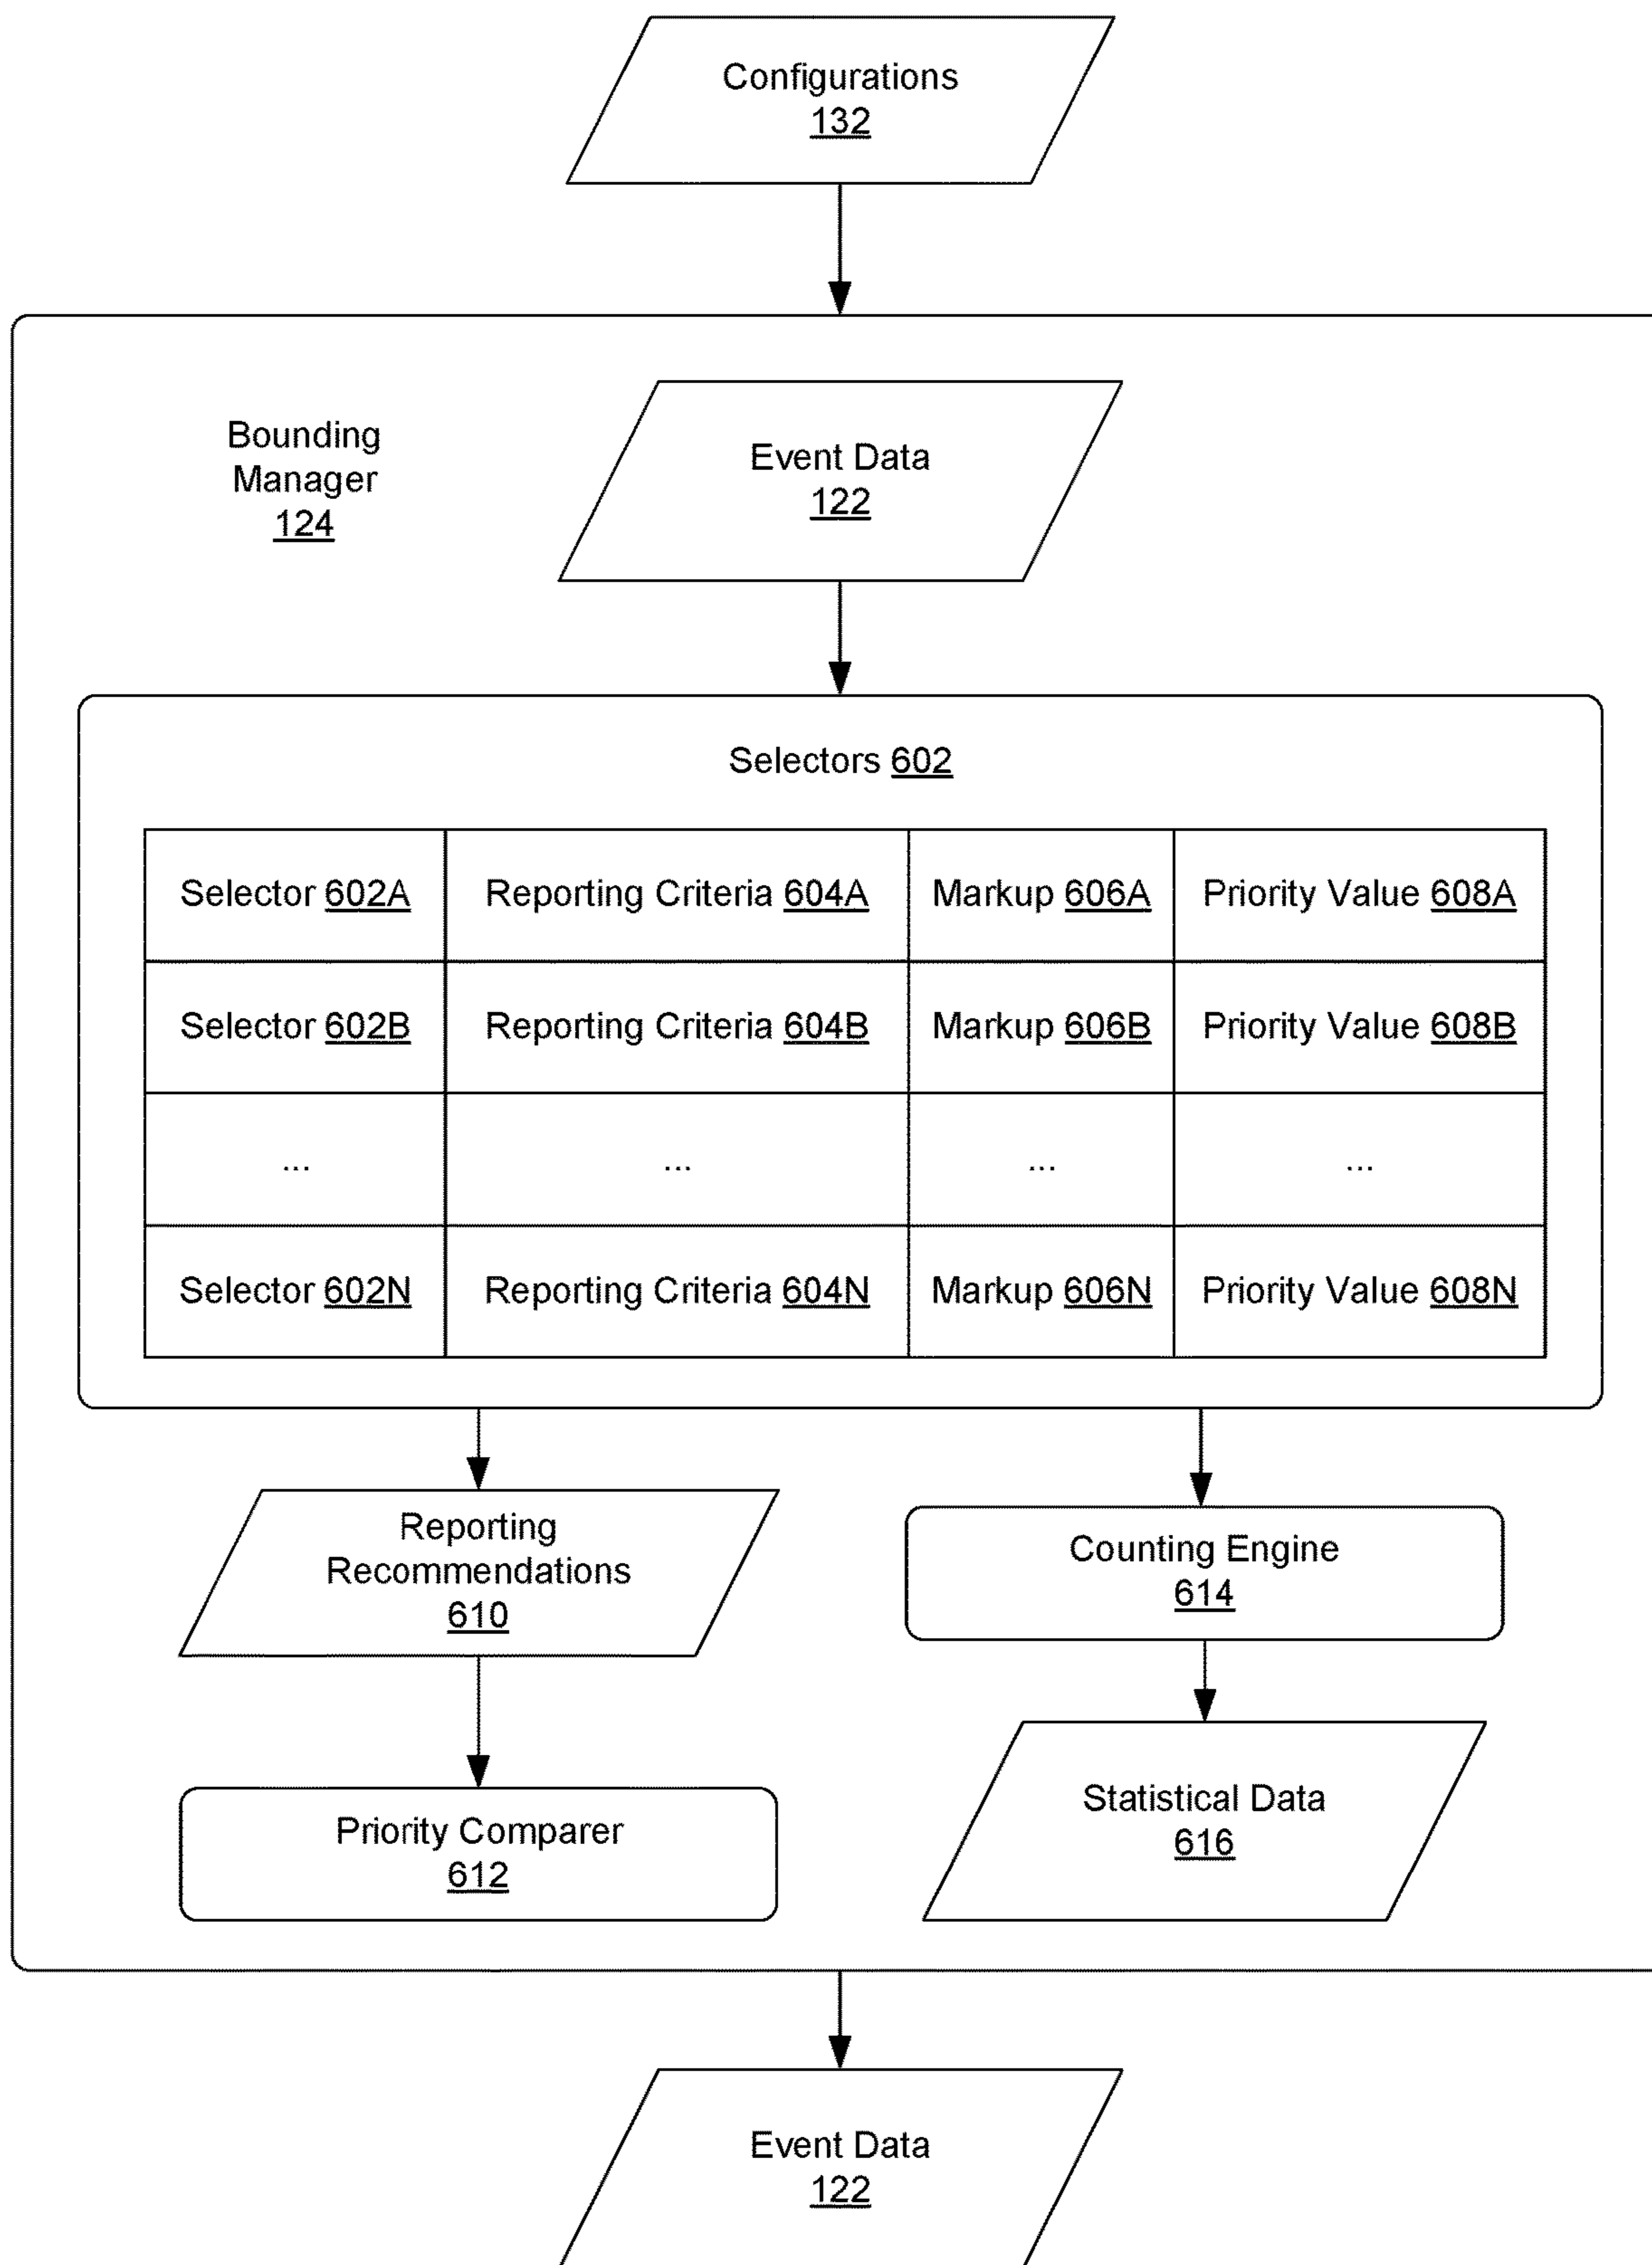 Configurations
132
Bounding
Manager
124
Event Data
122
Selectors 602
Selector 602A Reporting Criteria 604A Markup 606A Priority Value 608A
Selector 602B Reporting Criteria 604B Markup 606B Priority Value 608B
... ... ... ...
Selector 602N Reporting Criteria 604N Markup 606N Priority Value 608N
Reporting
Recommendations
610
Counting Engine
614
Priority Comparer
612
Statistical Data
616
Event Data
122